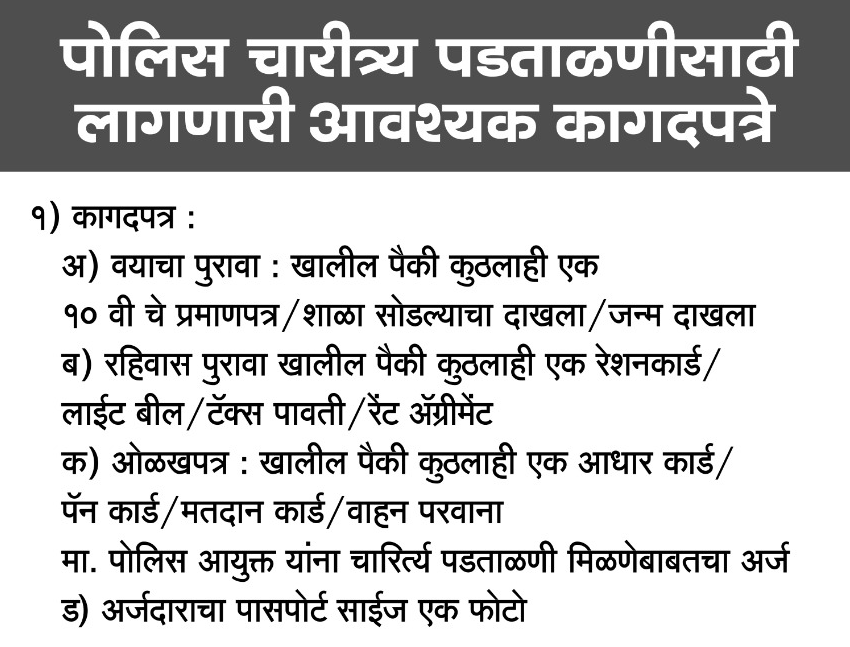 पोलिस चारीत्र्य पडताळणीसाठी
लागणारी आवश्यक कागदपत्रे
१) कागदपत्र :
अ) वयाचा पुरावा : खालील पैकी कुठलाही एक
१० वी चे प्रमाणपत्र/शाळा सोडल्याचा दाखला/जन्म दाखला
ब) रहिवास पुरावा खालील पैकी कुठलाही एक रेशनकार्ड/
लाईट बील/टॅक्स पावती/रेंट ॲग्रीमेंट
क) ओळखपत्र : खालील पैकी कुठलाही एक आधार कार्ड/
पॅन कार्ड/मतदान कार्ड/वाहन परवाना
मा. पोलिस आयुक्त यांना चारिर्त्य पडताळणी मिळणेबाबतचा अर्ज
ड) अर्जदाराचा पासपोर्ट साईज एक फोटो